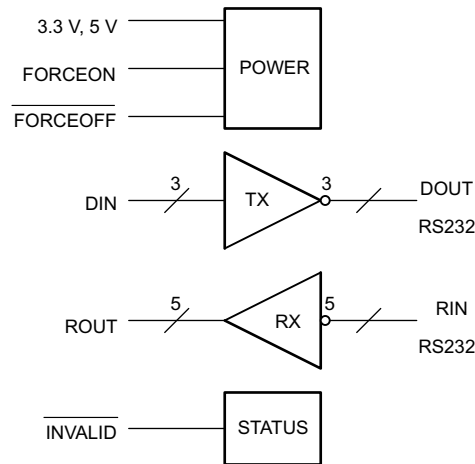 3.3 V, 5 V
POWER
FORCEON
FORCEOFF
3
3
DIN
TX
DOUT
RS232
5
5
ROUT
RX
RIN
RS232
INVALID
STATUS